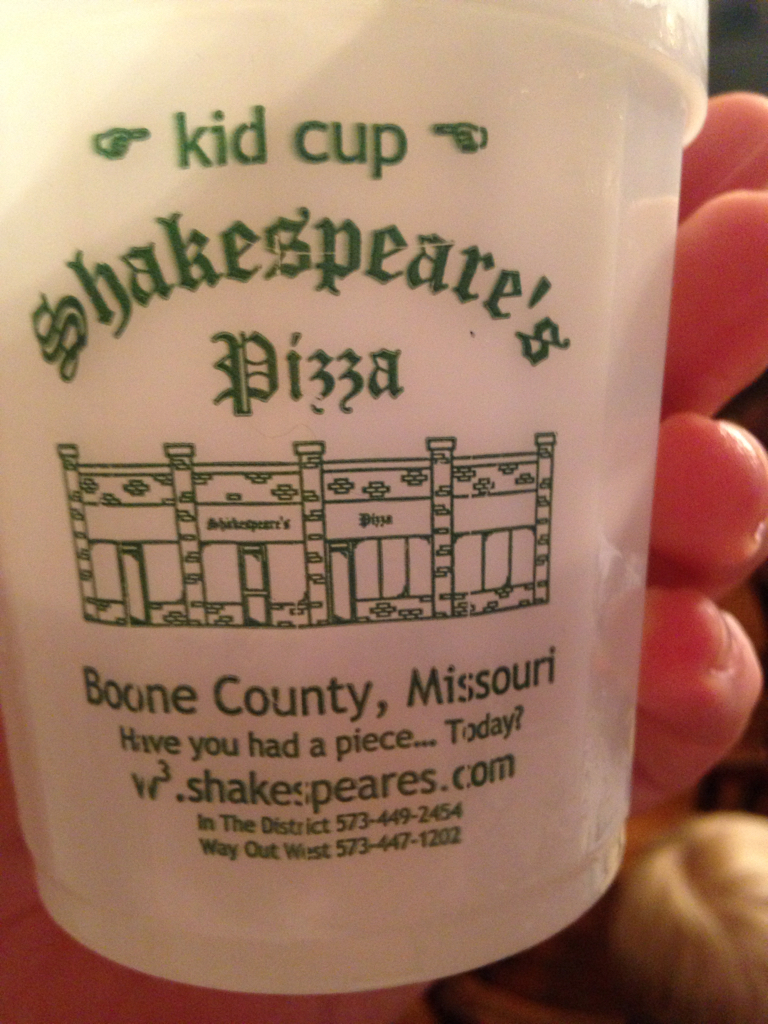 kid cup
Shakespeare's
Pizza
Shakespeare's Pizza
Boone County, Missouri
Have you had a piece... Today?
w³.shakespeares.com
In The District 573-449-2454
Way Out West 573-447-1202